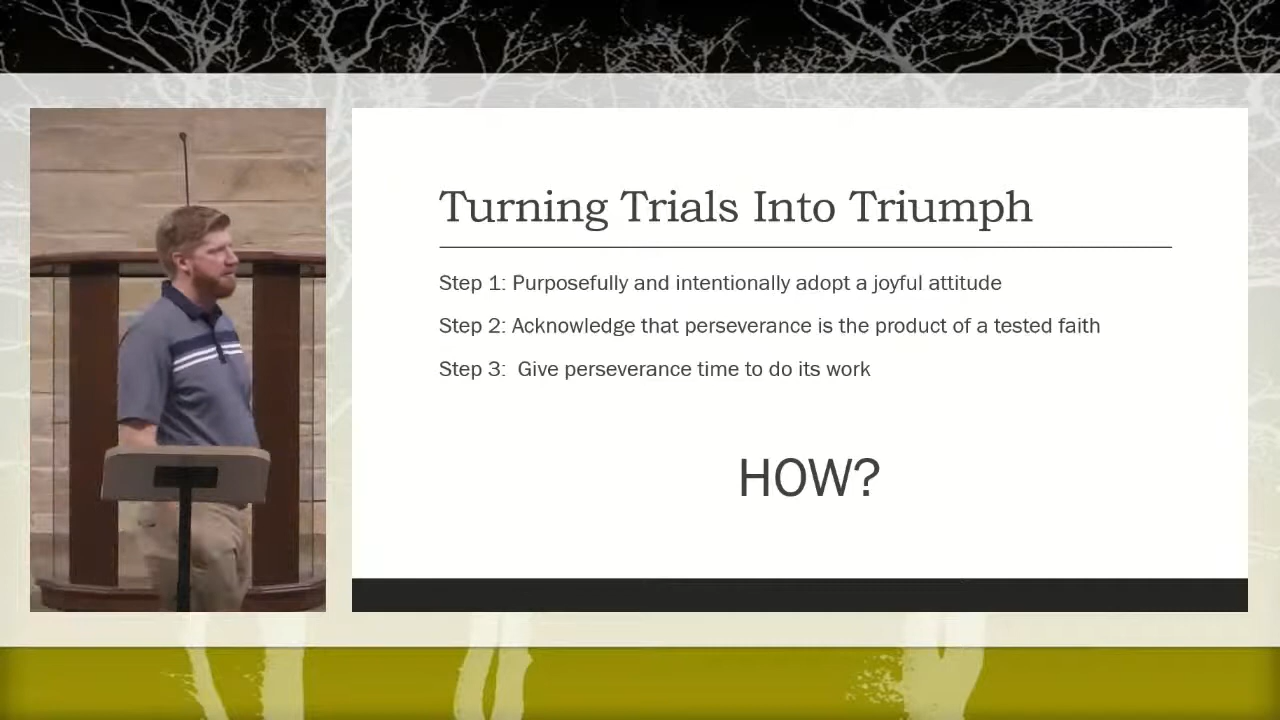 Turning Trials Into Triumph
Step 1: Purposefully and intentionally adopt a joyful attitude
Step 2: Acknowledge that perseverance is the product of a tested faith
Step 3:  Give perseverance time to do its work
HOW?